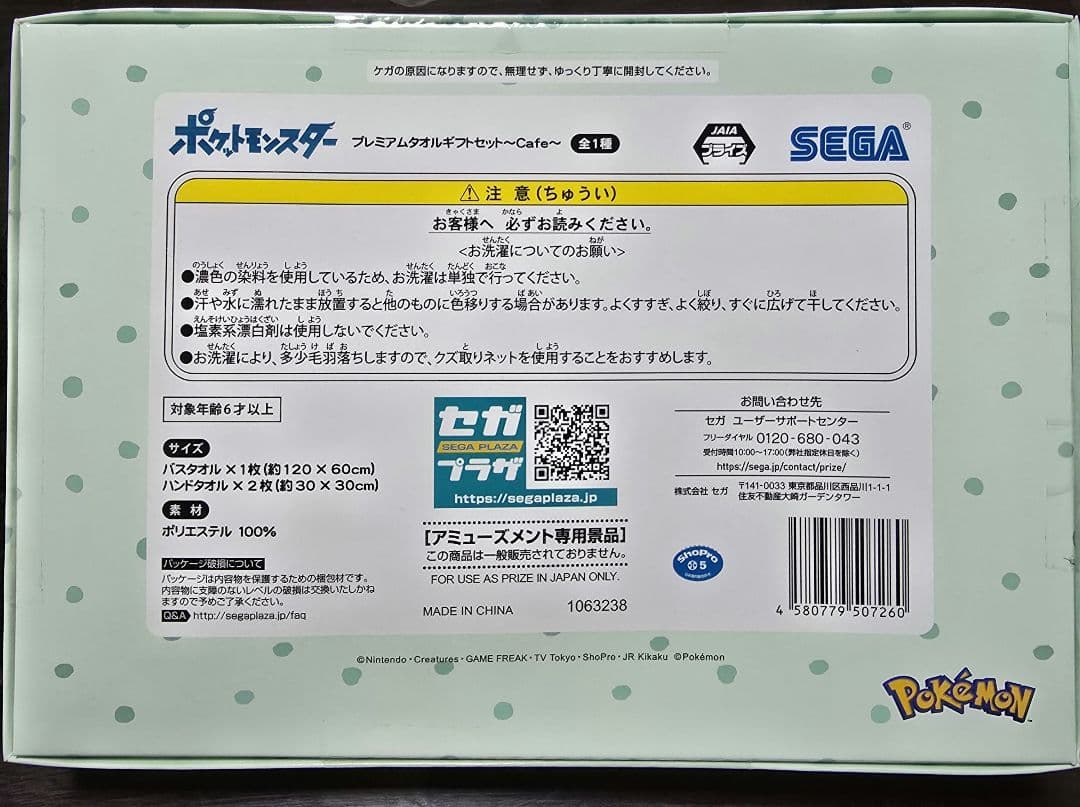 ケガの原因になりますので、無理せず、ゆっくり丁寧に開封してください。
ポケットモンスター プレミアムタオルギフトセット～Cafe～ 全1種 JAIA プライズ SEGA®
⚠注 意(ちゅうい)
お客様へ 必ずお読みください。
<お洗濯についてのお願い>
●濃色の染料を使用しているため、お洗濯は単独で行ってください。
●汗や水に濡れたまま放置すると他のものに色移りする場合があります。よくすすぎ、よく絞り、すぐに広げて干してください。
●塩素系漂白剤は使用しないでください。
●お洗濯により、多少毛羽落ちしますので、クズ取りネットを使用することをおすすめします。
対象年齢6才以上
サイズ
バスタオル×1枚(約120×60cm)
ハンドタオル×2枚(約30×30cm)
素 材
ポリエステル 100%
パッケージ破損について
パッケージは内容物を保護するための梱包材です。
内容物に支障のないレベルの破損は交換いたしかね
ますので予めご了承ください。
Q&A http://segaplaza.jp/faq
セガ
SEGA PLAZA
プラザ
https://segaplaza.jp
[アミューズメント専用景品]
この商品は一般販売されておりません。
FOR USE AS PRIZE IN JAPAN ONLY.
MADE IN CHINA 1063238
お問い合わせ先
セガ ユーザーサポートセンター
フリーダイヤル 0120-680-043
受付時間10:00～17:00(弊社指定休日を除く)
https://sega.jp/contact/prize/
株式会社 セガ 〒141-0033 東京都品川区西品川1-1-1
住友不動産大崎ガーデンタワー
ShoPro
5
4 580779 507260
©Nintendo・Creatures・GAME FREAK・TV Tokyo・ShoPro・JR Kikaku ©Pokémon
POKéMON